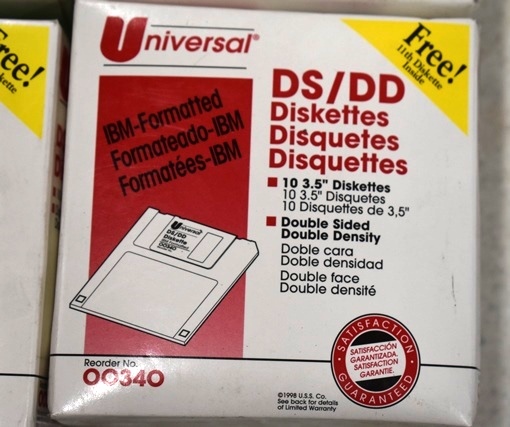 Free!
Universal®
Free!
11th Diskette
Inside
DS/DD
Diskettes
Disquetes
Disquettes
IBM-Formatted
Formateado-IBM
Formatées-IBM
10 3.5" Diskettes
10 3.5" Disquetes
10 Disquettes de 3,5"
Double Sided
Double Density
Doble cara
Doble densidad
Double face
Double densité
Universal
DS/DD
Diskette
00340
Reorder No.
00340
SATISFACTION
SATISFACCIÓN
GARANTIZADA.
SATISFACTION
GARANTIE.
GUARANTEED
©1998 U.S.S. Co.
See back for details
of Limited Warranty